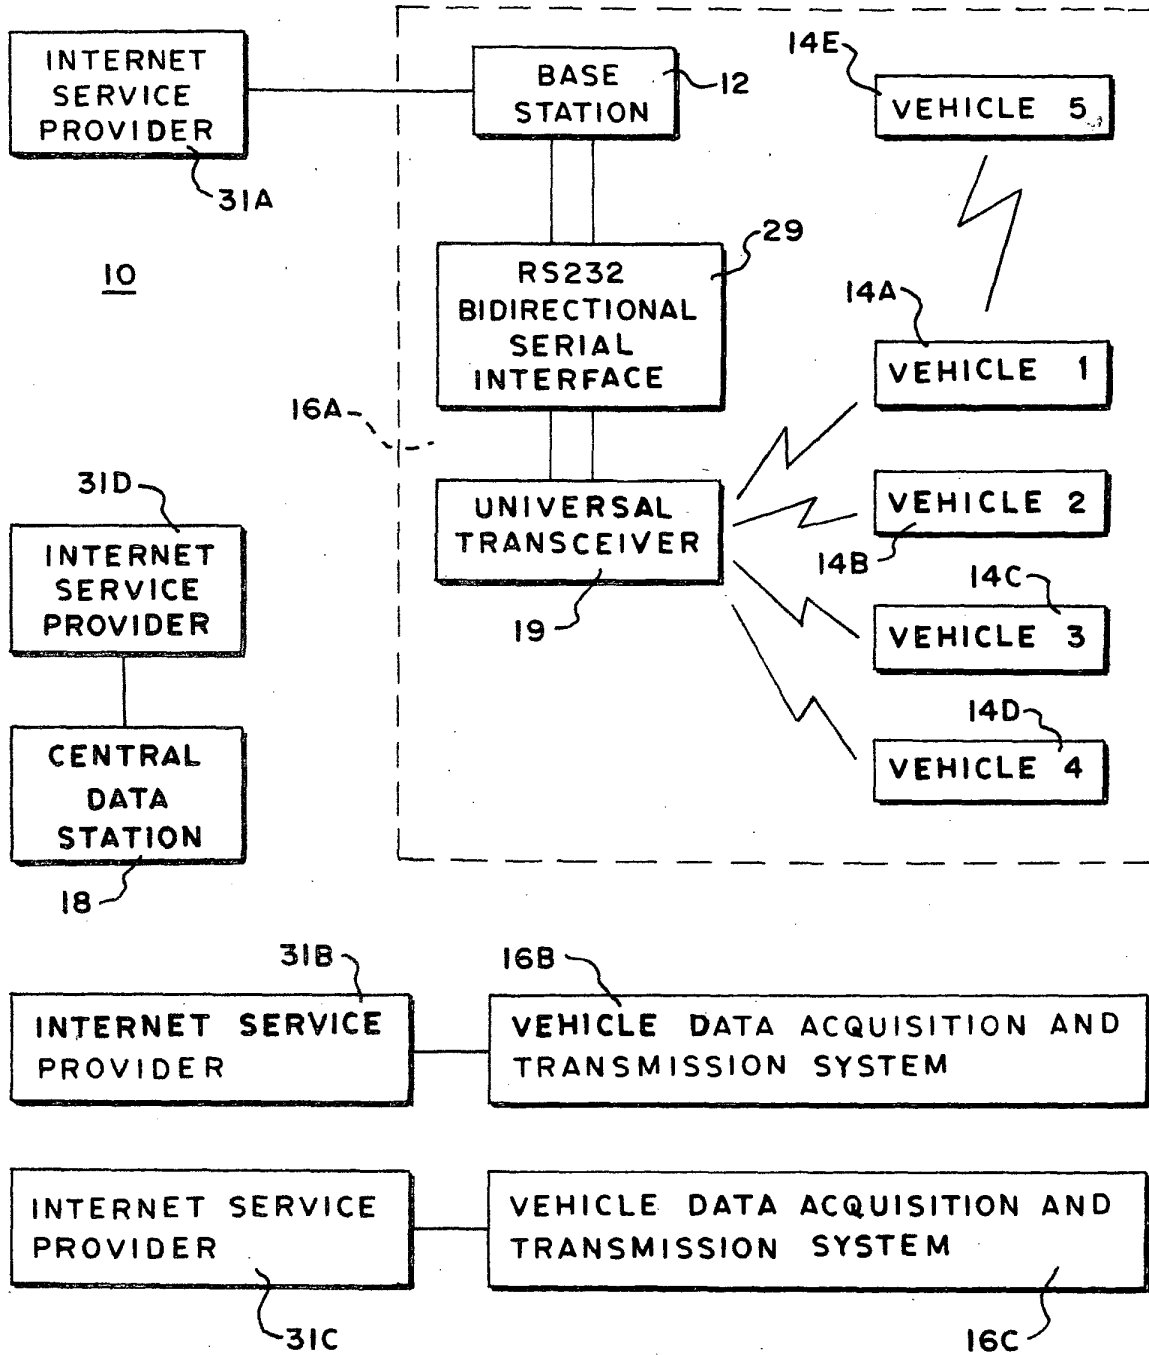 INTERNET
SERVICE
PROVIDER
31A
BASE
STATION
12
14E
VEHICLE 5
10
RS232
BIDIRECTIONAL
SERIAL
INTERFACE
29
16A
14A
VEHICLE 1
UNIVERSAL
TRANSCEIVER
19
VEHICLE 2
14B
14C
VEHICLE 3
14D
VEHICLE 4
31D
INTERNET
SERVICE
PROVIDER
CENTRAL
DATA
STATION
18
31B
INTERNET SERVICE
PROVIDER
16B
VEHICLE DATA ACQUISITION AND
TRANSMISSION SYSTEM
INTERNET SERVICE
PROVIDER
31C
VEHICLE DATA ACQUISITION AND
TRANSMISSION SYSTEM
16C